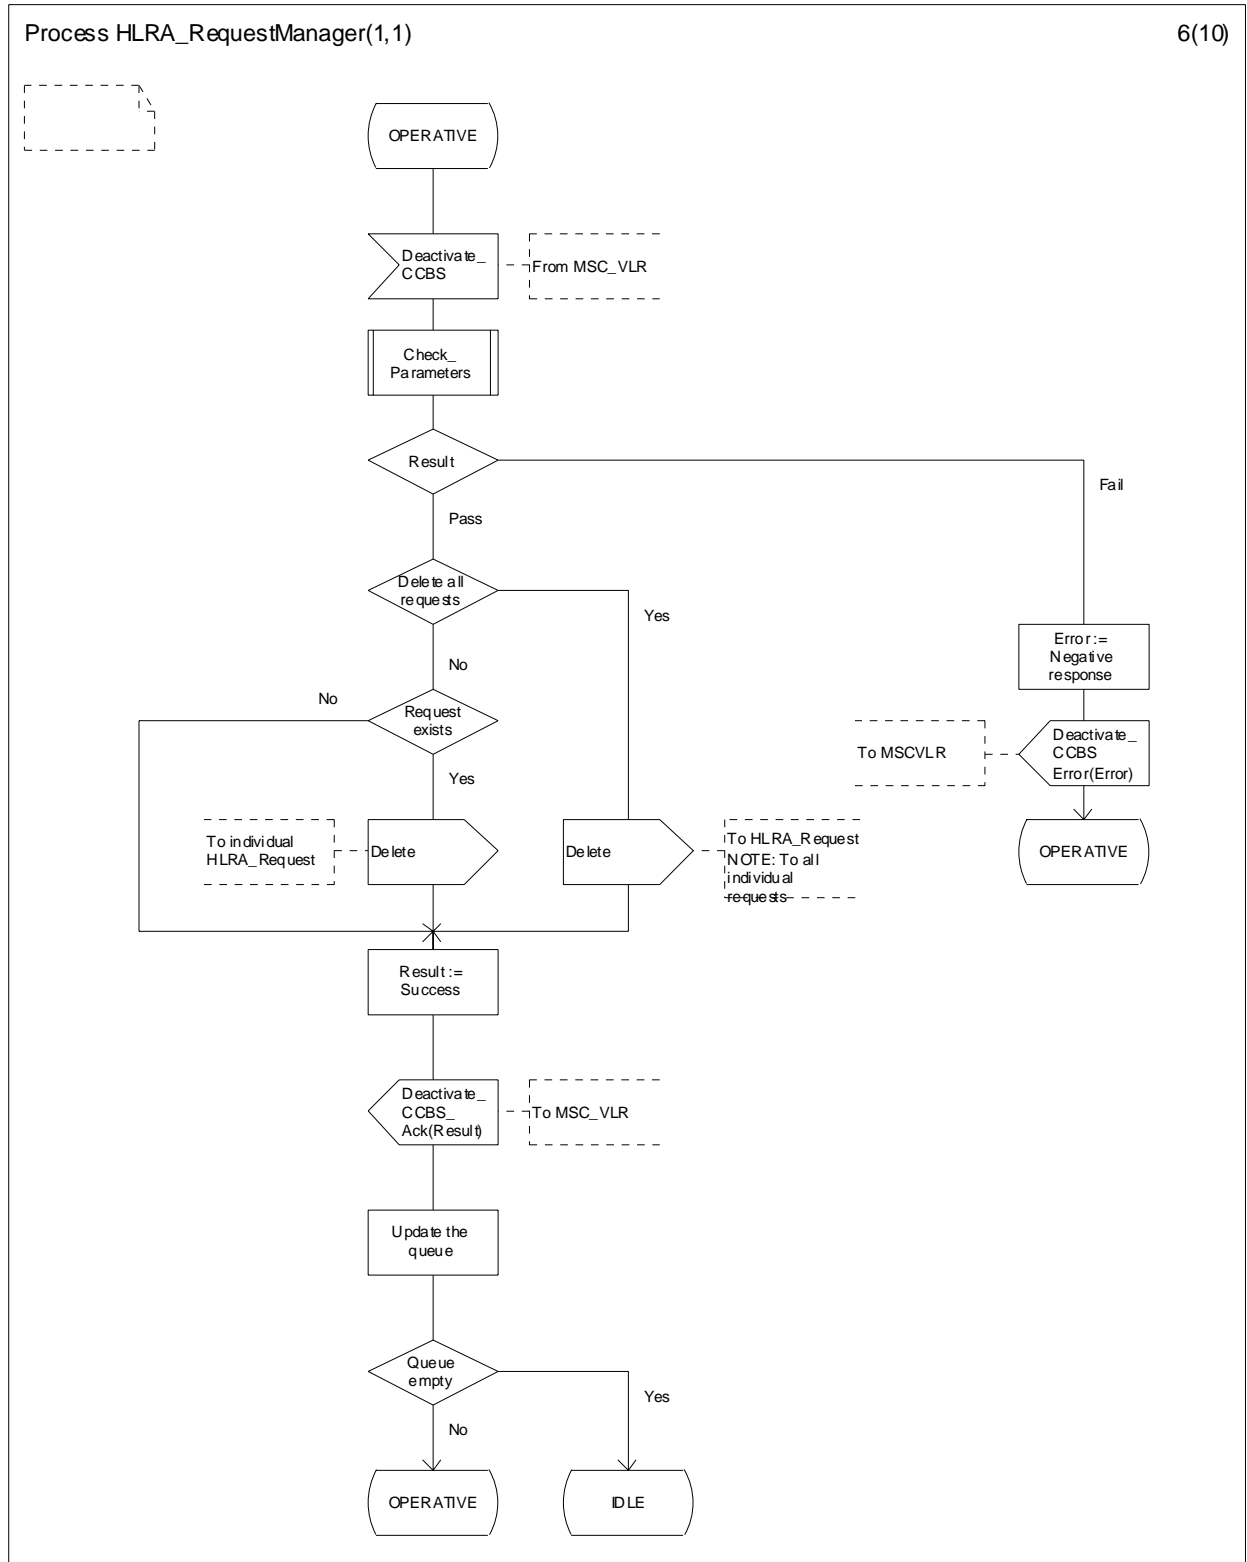 Process HLRA_RequestManager(1,1)
6(10)
OPERATIVE
Deactivate_
CCBS
From MSC_VLR
Check_
Parameters
Result
Fail
Pass
Delete all
requests
Yes
No
Error :=
Negative
response
No
Request
exists
Deactivate_
CCBS
Error(Error)
To MSCVLR
Yes
To individual
HLRA_Request
Delete
Delete
To HLRA_Request
NOTE: To all
individual
requests
OPERATIVE
Result :=
Success
Deactivate_
CCBS_
Ack(Result)
To MSC_VLR
Update the
queue
Queue
empty
Yes
No
OPERATIVE
IDLE